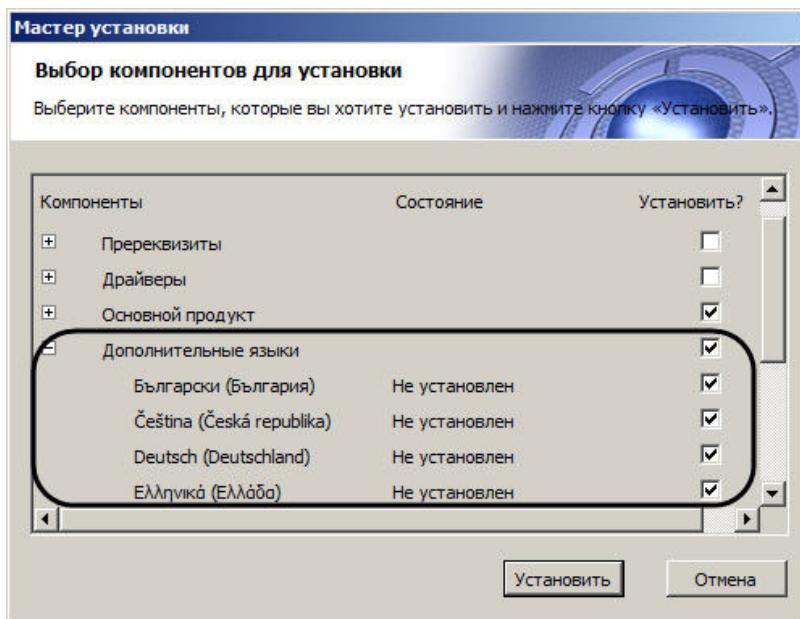 Мастер установки
Выбор компонентов для установки
Выберите компоненты, которые вы хотите установить и нажмите кнопку «Установить».
Компоненты Состояние Установить?
Пререквизиты
Драйверы
Основной продукт
Дополнительные языки
Български (България) Не установлен
Čeština (Česká republika) Не установлен
Deutsch (Deutschland) Не установлен
Ελληνικά (Ελλάδα) Не установлен
Установить Отмена